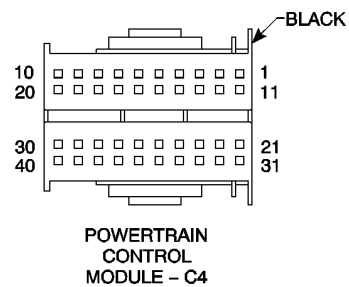 BLACK
10 1
20 11
30 21
40 31
POWERTRAIN
CONTROL
MODULE – C4